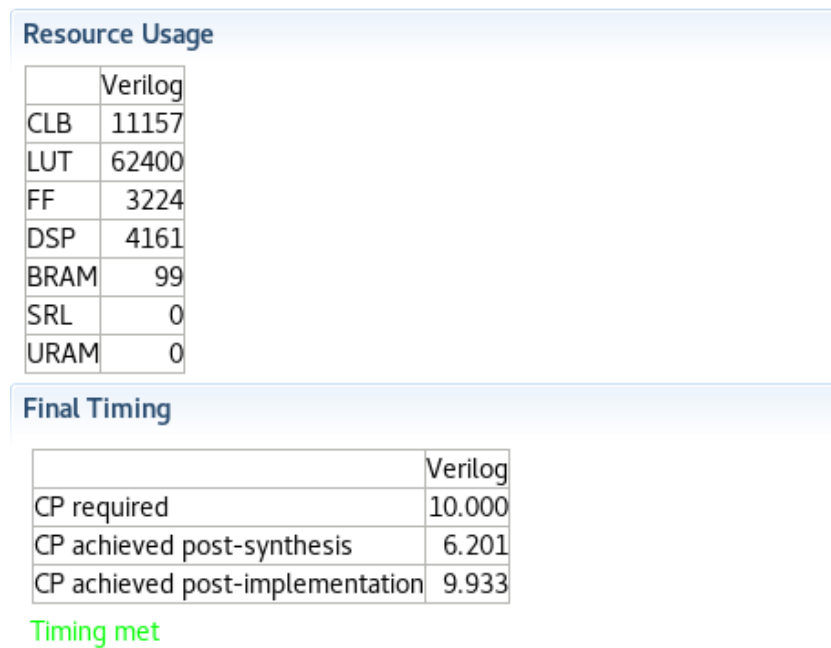 Resource Usage
Verilog
CLB 11157
LUT 62400
FF 3224
DSP 4161
BRAM 99
SRL 0
URAM 0
Final Timing
Verilog
CP required 10.000
CP achieved post-synthesis 6.201
CP achieved post-implementation 9.933
Timing met